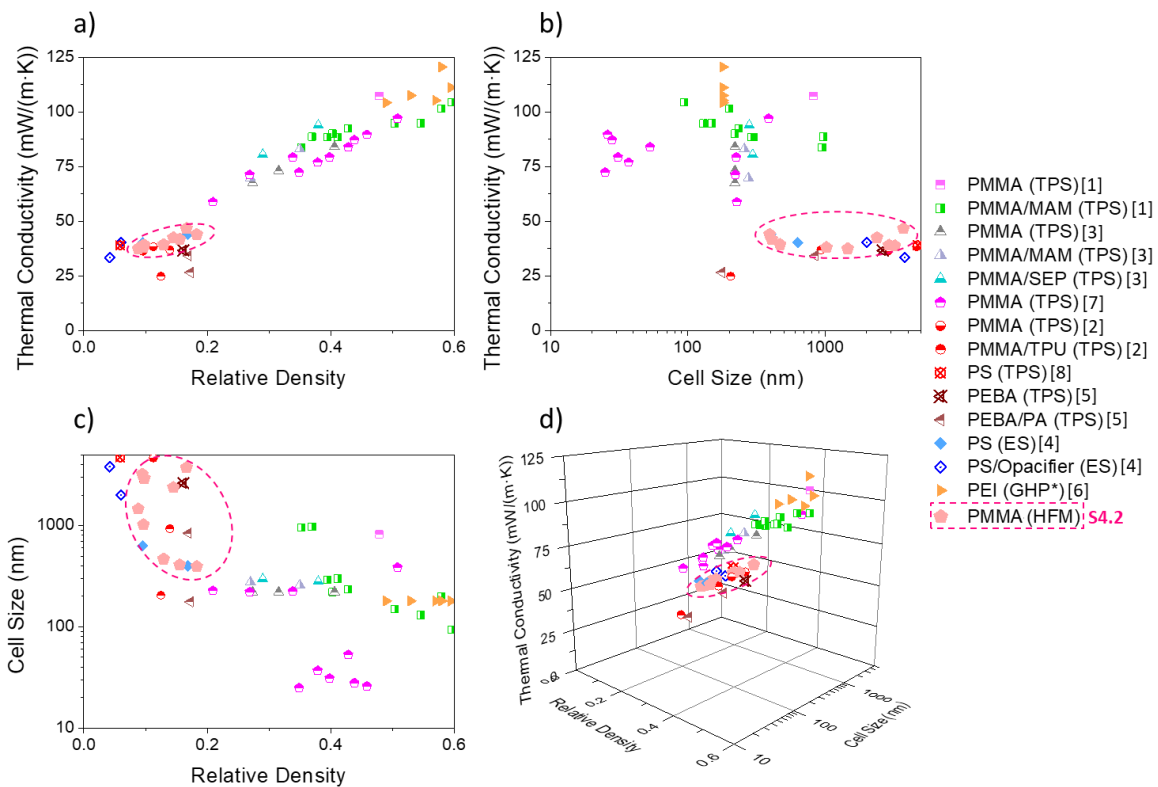 a)
Thermal Conductivity (mW/(m·K))
125
100
75
50
25
0
0.0
0.2
0.4
0.6
Relative Density
b)
Thermal Conductivity (mW/(m·K))
125
100
75
50
25
0
10
100
1000
Cell Size (nm)
c)
Cell Size (nm)
1000
100
10
0.0
0.2
0.4
0.6
Relative Density
d)
Thermal Conductivity (mW/(m·K))
125
100
75
50
25
0
0.0
0.2
0.4
0.6
Relative Density
10
100
1000
Cell Size (nm)
PMMA (TPS)[1]
PMMA/MAM (TPS)[1]
PMMA (TPS)[3]
PMMA/MAM (TPS)[3]
PMMA/SEP (TPS)[3]
PMMA (TPS)[7]
PMMA (TPS)[2]
PMMA/TPU (TPS)[2]
PS (TPS)[8]
PEBA (TPS)[5]
PEBA/PA (TPS)[5]
PS (ES)[4]
PS/Opacifier (ES)[4]
PEI (GHP*)[6]
PMMA (HFM) S4.2